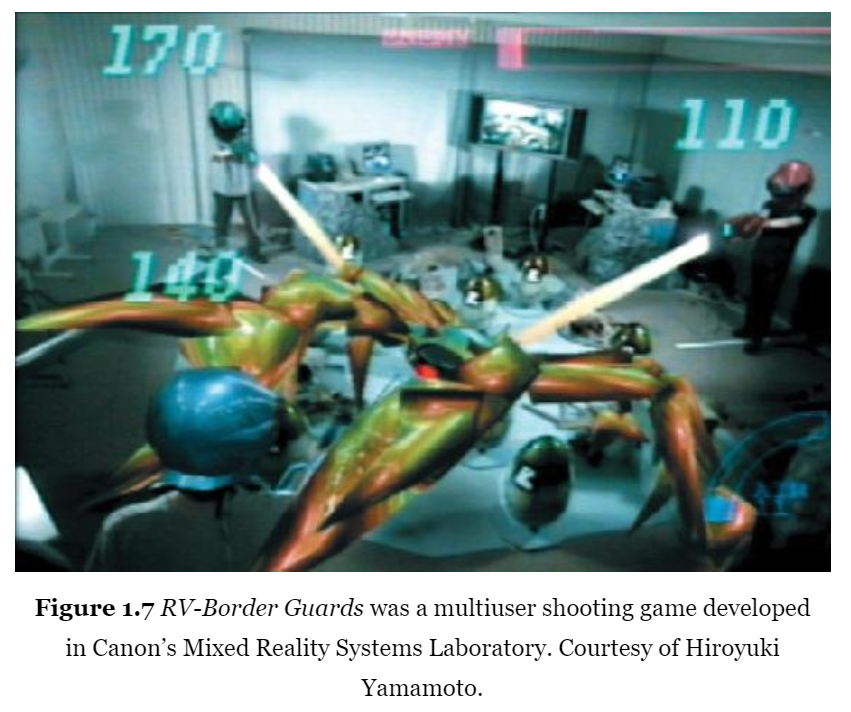 170
110
140
Figure 1.7 RV-Border Guards was a multiuser shooting game developed
in Canon’s Mixed Reality Systems Laboratory. Courtesy of Hiroyuki
Yamamoto.